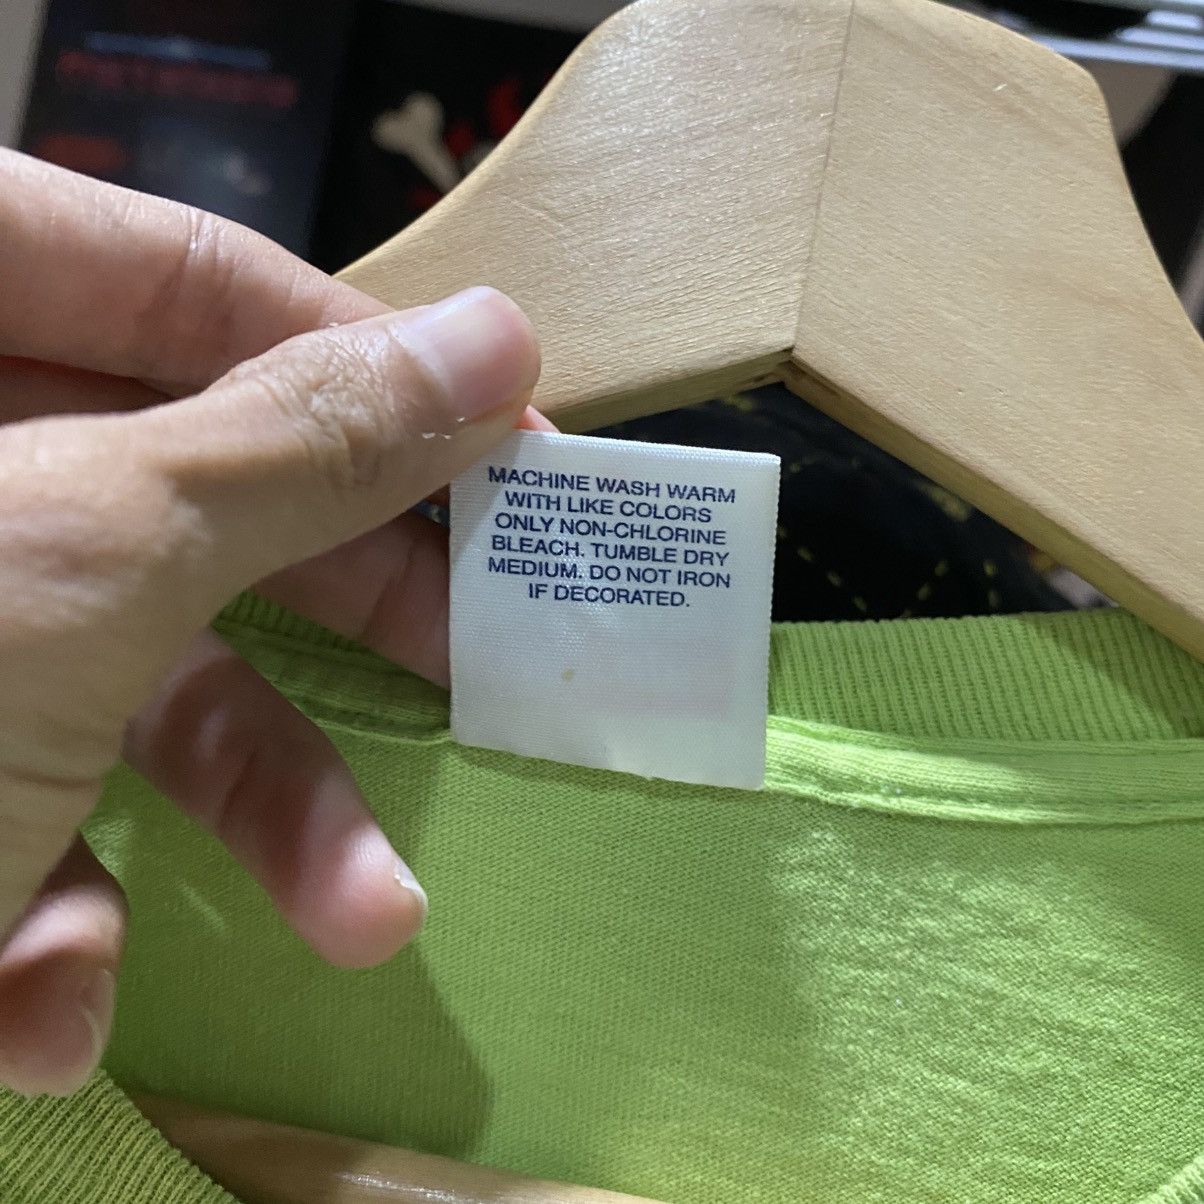 MACHINE WASH WARM
WITH LIKE COLORS
ONLY NON-CHLORINE
BLEACH. TUMBLE DRY
MEDIUM. DO NOT IRON
IF DECORATED.